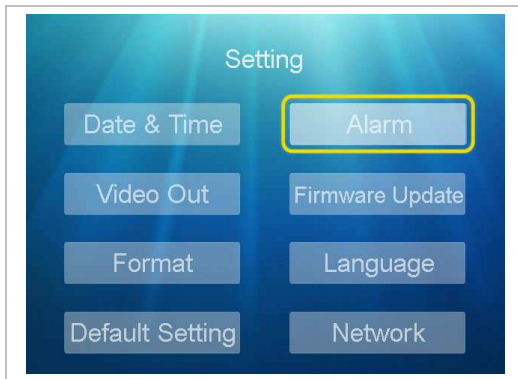 Setting
Date & Time
Alarm
Video Out
Firmware Update
Format
Language
Default Setting
Network